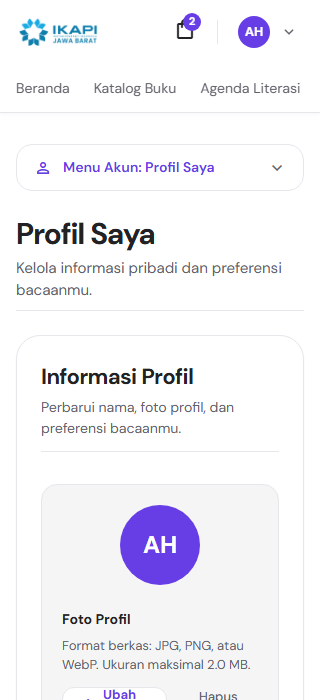 IKAPI
JAWA BARAT
2
AH
Beranda Katalog Buku Agenda Literasi
Menu Akun: Profil Saya
Profil Saya
Kelola informasi pribadi dan preferensi
bacaanmu.
Informasi Profil
Perbarui nama, foto profil, dan
preferensi bacaanmu.
AH
Foto Profil
Format berkas: JPG, PNG, atau
WebP. Ukuran maksimal 2.0 MB.
Ubah
Hapus